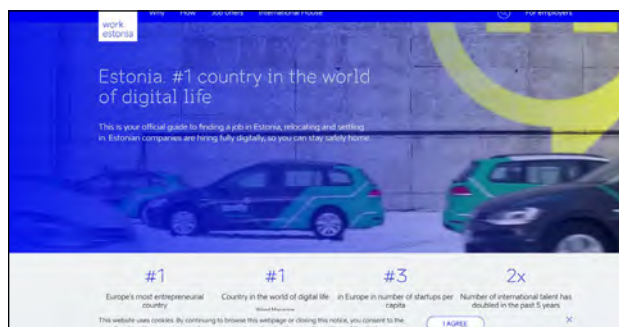 Why How Job offers International House For employers
work
estonia
Estonia. #1 country in the world
of digital life
This is your official guide to finding a job in Estonia, relocating and settling
in. Estonian companies are hiring fully digitally, so you can stay safely home.
#1 #1 #3 2x
Europe's most entrepreneurial Country in the world of digital life in Europe in number of startups per Number of international talent has
country capita doubled in the past 5 years
This website uses cookies. By continuing to browse this webpage or closing this notice, you consent to the
I AGREE